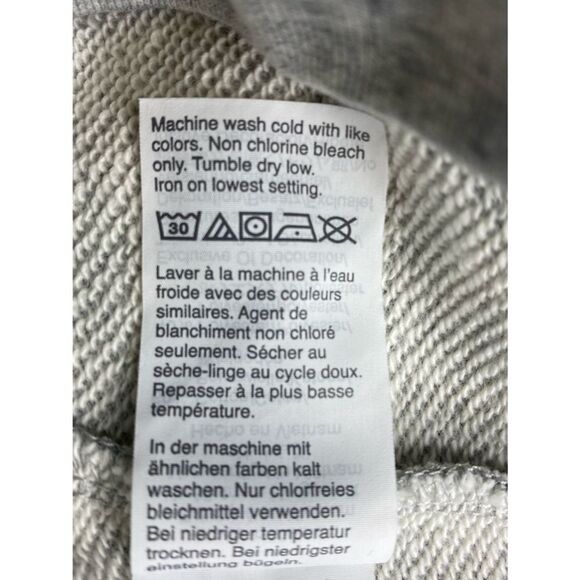 Machine wash cold with like
colors. Non chlorine bleach
only. Tumble dry low.
Iron on lowest setting.
30
Laver à la machine à l'eau
froide avec des couleurs
similaires. Agent de
blanchiment non chloré
seulement. Sécher au
sèche-linge au cycle doux.
Repasser à la plus basse
température.
Hecho en Vietnam
In der maschine mit
ähnlichen farben kalt
waschen. Nur chlorfreies
bleichmittel verwenden.
Bei niedriger temperatur
trocknen. Bei niedrigster
einstellung bügeln.